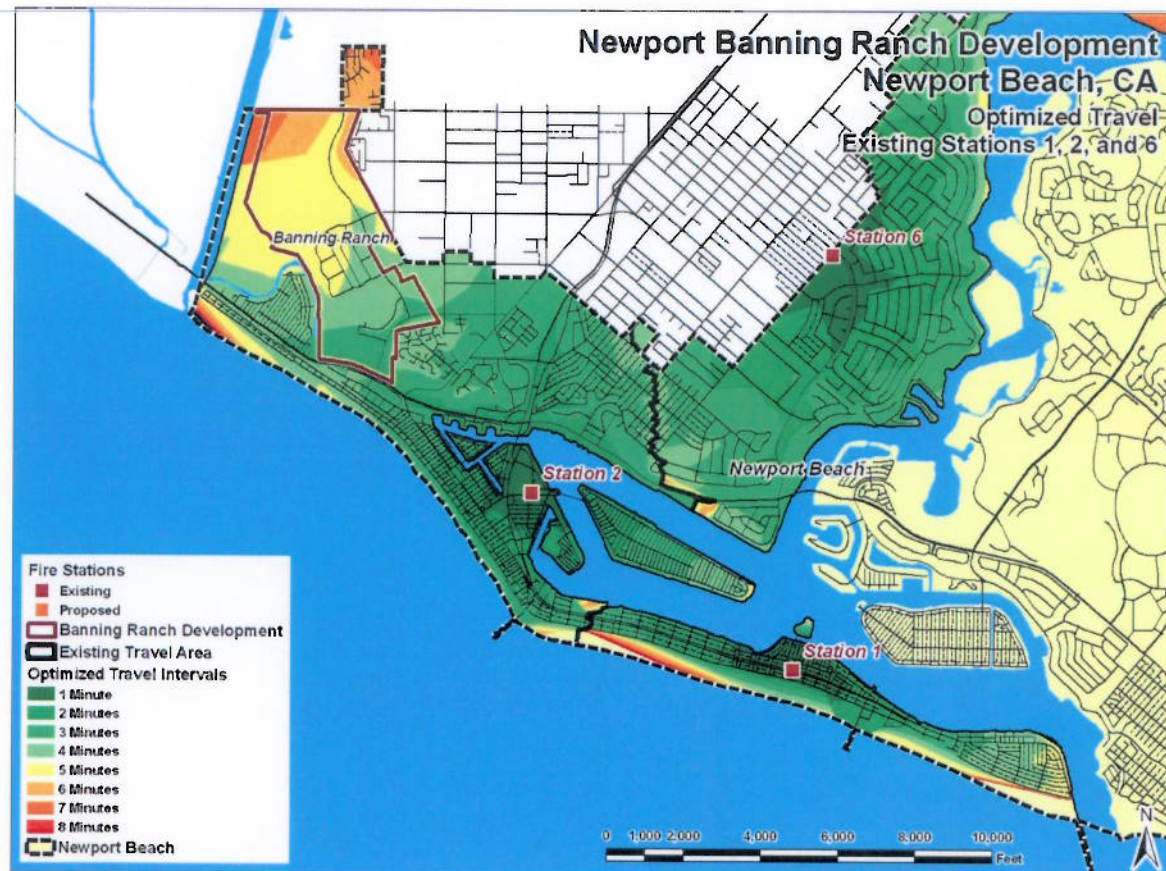 Newport Banning Ranch Development
Newport Beach, CA
Optimized Travel
Existing Stations 1, 2, and 6
Station 6
Banning Ranch
Station 2
Newport Beach
Station 1
Fire Stations
Existing
Proposed
Banning Ranch Development
Existing Travel Area
Optimized Travel Intervals
1 Minute
2 Minutes
3 Minutes
4 Minutes
5 Minutes
6 Minutes
7 Minutes
8 Minutes
Newport Beach
0 1,000 2,000 4,000 6,000 8,000 10,000
Feet
N